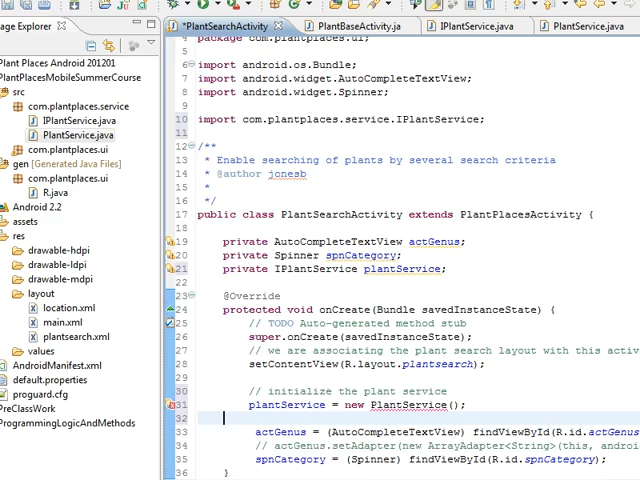 *PlantSearchActivity
PlantBaseActivity.ja
IPlantService.java
PlantService.java
age Explorer
Plant Places Android 201201
PlantPlacesMobileSummerCourse
src
com.plantplaces.service
IPlantService.java
PlantService.java
com.plantplaces.ui
gen [Generated Java Files]
com.plantplaces.ui
R.java
Android 2.2
assets
res
drawable-hdpi
drawable-ldpi
drawable-mdpi
layout
location.xml
main.xml
plantsearch.xml
values
AndroidManifest.xml
default.properties
proguard.cfg
PreClassWork
ProgrammingLogicAndMethods
4 package com.plantplaces.ui;
6 import android.os.Bundle;
7 import android.widget.AutoCompleteTextView;
8 import android.widget.Spinner;
9
10 import com.plantplaces.service.IPlantService;
11
12 /**
13 * Enable searching of plants by several search criteria
14 * @author jonesb
15 *
16 */
17 public class PlantSearchActivity extends PlantPlacesActivity {
18
19 private AutoCompleteTextView actGenus;
20 private Spinner spnCategory;
21 private IPlantService plantService;
22
23 @Override
24 protected void onCreate(Bundle savedInstanceState) {
25 // TODO Auto-generated method stub
26 super.onCreate(savedInstanceState);
27 // we are associating the plant search layout with this activ
28 setContentView(R.layout.plantsearch);
30 // initialize the plant service
31 plantService = new PlantService();
32
33 actGenus = (AutoCompleteTextView) findViewById(R.id.actGenus
34 // actGenus.setAdapter(new ArrayAdapter<String>(this, androi
35 spnCategory = (Spinner) findViewById(R.id.spnCategory);
36 }